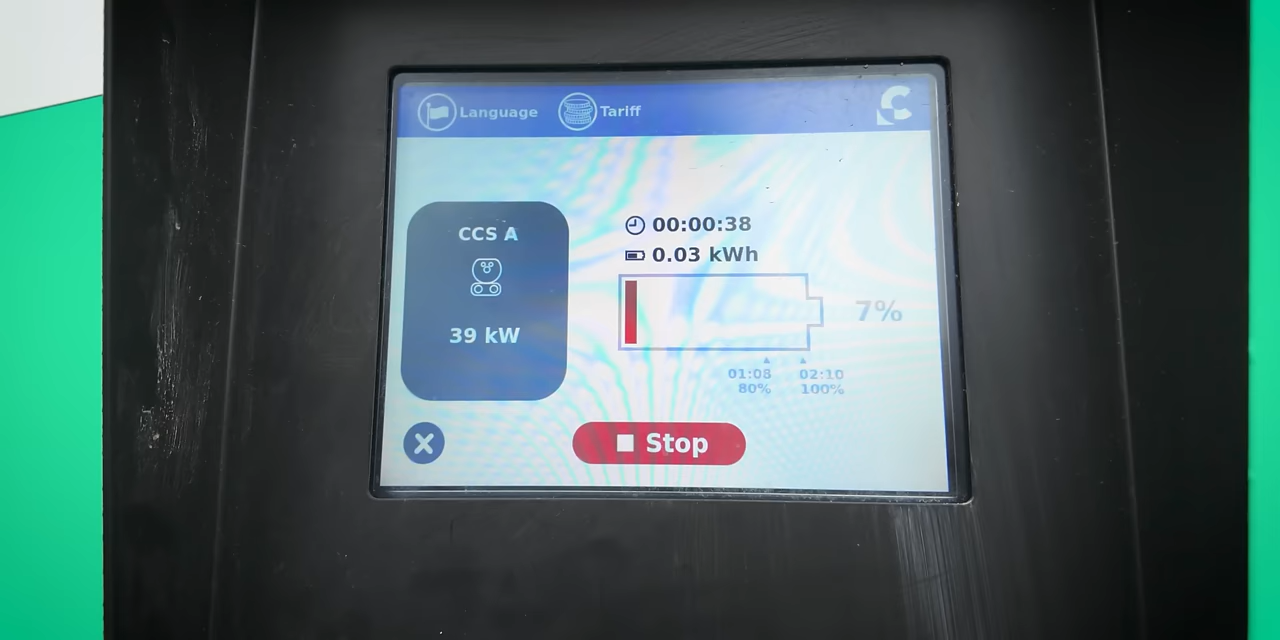 Language Tariff
CCS A
39 kW
00:00:38
0.03 kWh
7%
01:08 02:10
80% 100%
Stop